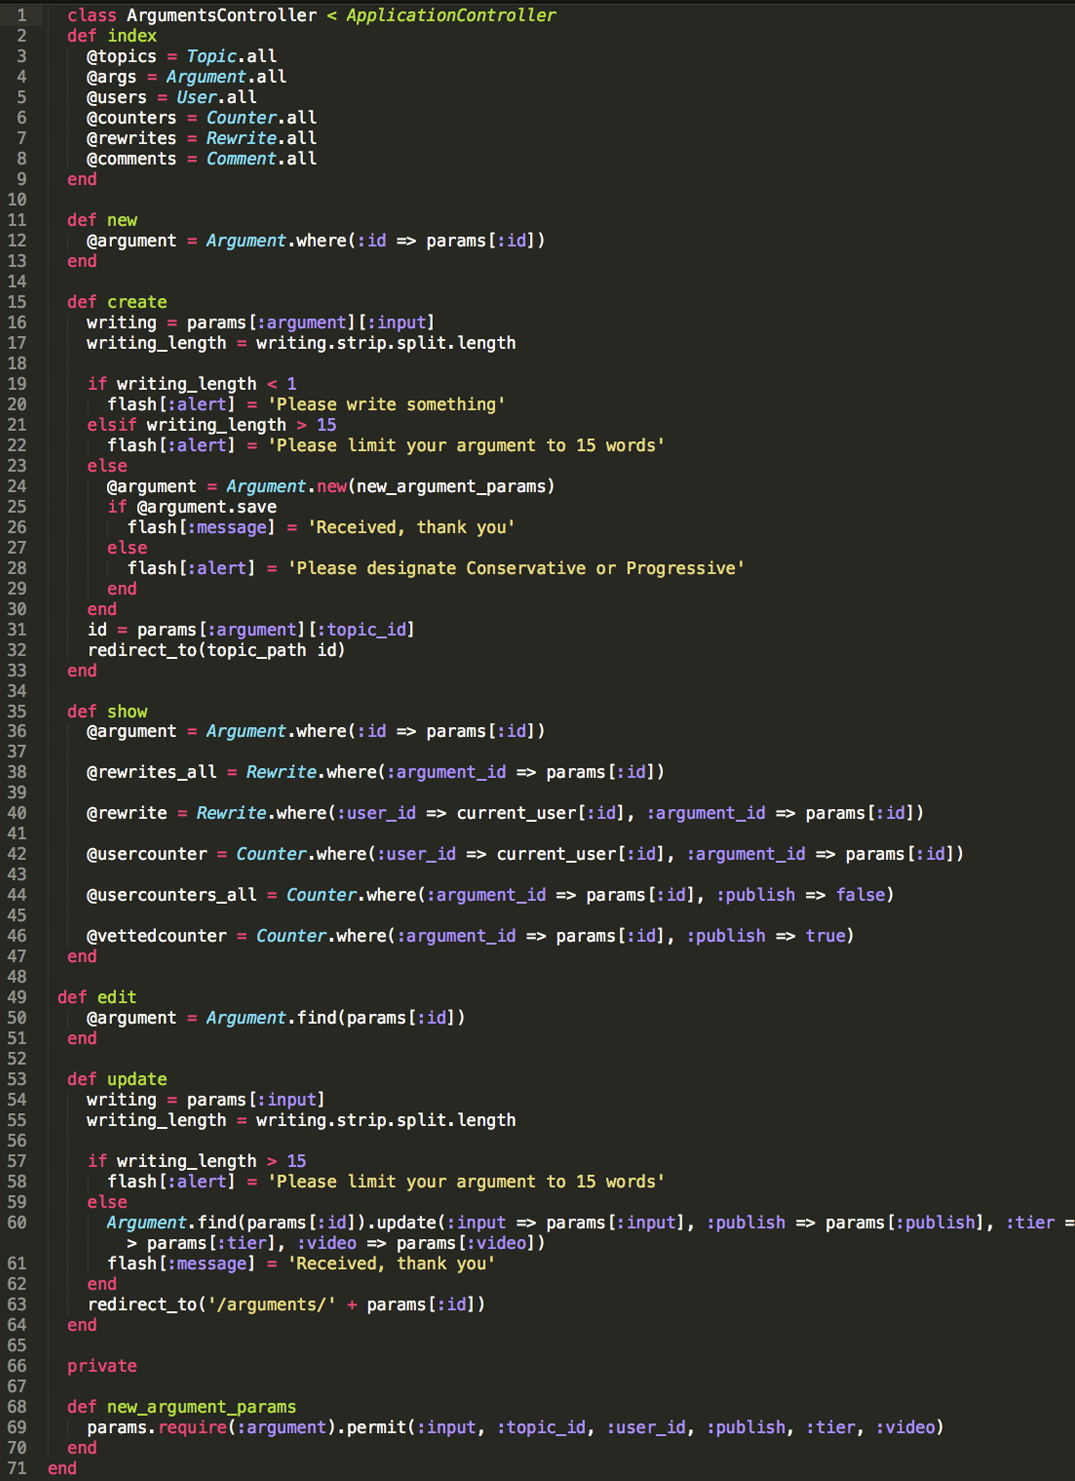 1 class ArgumentsController < ApplicationController
2 def index
3 @topics = Topic.all
4 @args = Argument.all
5 @users = User.all
6 @counters = Counter.all
7 @rewrites = Rewrite.all
8 @comments = Comment.all
9 end
10
11 def new
12 @argument = Argument.where(:id => params[:id])
13 end
14
15 def create
16 writing = params[:argument][:input]
17 writing_length = writing.strip.split.length
18
19 if writing_length < 1
20 flash[:alert] = 'Please write something'
21 elsif writing_length > 15
22 flash[:alert] = 'Please limit your argument to 15 words'
23 else
24 @argument = Argument.new(new_argument_params)
25 if @argument.save
26 flash[:message] = 'Received, thank you'
27 else
28 flash[:alert] = 'Please designate Conservative or Progressive'
29 end
30 end
31 id = params[:argument][:topic_id]
32 redirect_to(topic_path id)
33 end
34
35 def show
36 @argument = Argument.where(:id => params[:id])
37
38 @rewrites_all = Rewrite.where(:argument_id => params[:id])
39
40 @rewrite = Rewrite.where(:user_id => current_user[:id], :argument_id => params[:id])
41
42 @usercounter = Counter.where(:user_id => current_user[:id], :argument_id => params[:id])
43
44 @usercounters_all = Counter.where(:argument_id => params[:id], :publish => false)
45
46 @vettedcounter = Counter.where(:argument_id => params[:id], :publish => true)
47 end
48
49 def edit
50 @argument = Argument.find(params[:id])
51 end
52
53 def update
54 writing = params[:input]
55 writing_length = writing.strip.split.length
56
57 if writing_length > 15
58 flash[:alert] = 'Please limit your argument to 15 words'
59 else
60 Argument.find(params[:id]).update(:input => params[:input], :publish => params[:publish], :tier =
> params[:tier], :video => params[:video])
61 flash[:message] = 'Received, thank you'
62 end
63 redirect_to('/arguments/' + params[:id])
64 end
65
66 private
67
68 def new_argument_params
69 params.require(:argument).permit(:input, :topic_id, :user_id, :publish, :tier, :video)
70 end
71 end